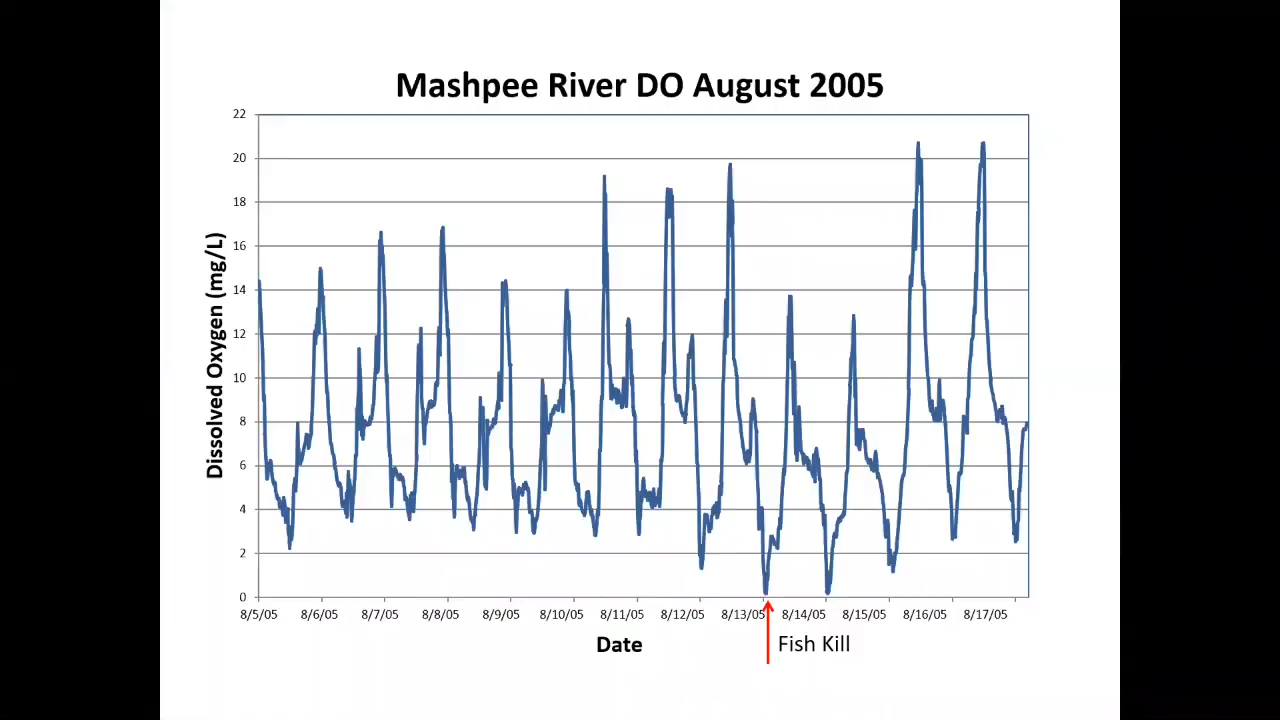 Mashpee River DO August 2005
22
20
18
16
14
12
10
8
6
4
2
0
Dissolved Oxygen (mg/L)
8/5/05 8/6/05 8/7/05 8/8/05 8/9/05 8/10/05 8/11/05 8/12/05 8/13/05 8/14/05 8/15/05 8/16/05 8/17/05
Date
Fish Kill